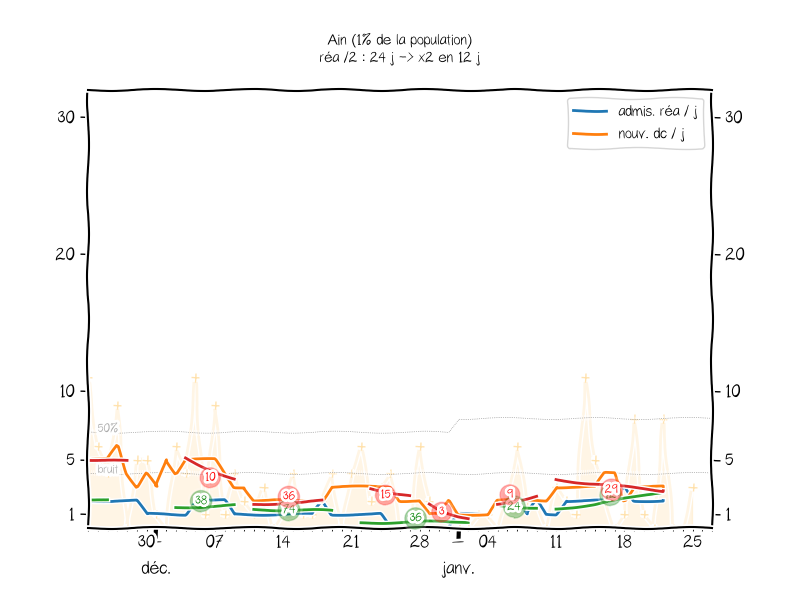 Ain (1% de la population)
réa /2 : 24 j -> x2 en 12 j
admis. réa / j
nouv. dc / j
30 30
20 20
10 10
50%
5 5
bruit
10
38
36
74
15
36
3
9
24
29
1 1
30 07 14 21 28 04 11 18 25
déc. janv.